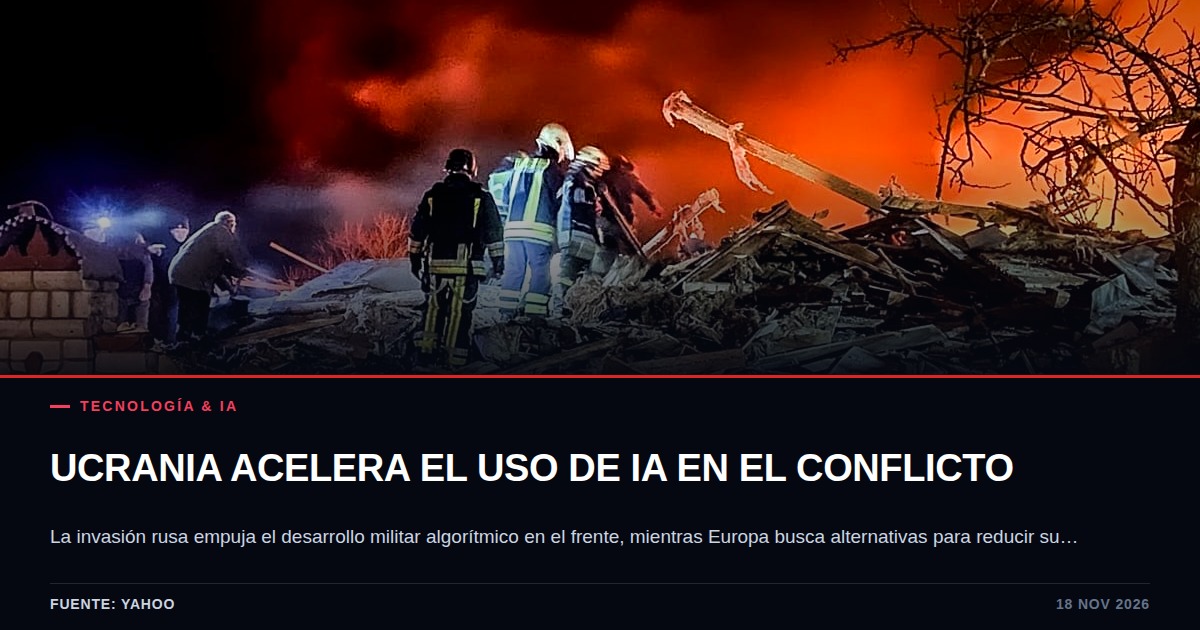 TECNOLOGÍA & IA
UCRANIA ACELERA EL USO DE IA EN EL CONFLICTO
La invasión rusa empuja el desarrollo militar algorítmico en el frente, mientras Europa busca alternativas para reducir su…
FUENTE: YAHOO
18 NOV 2026